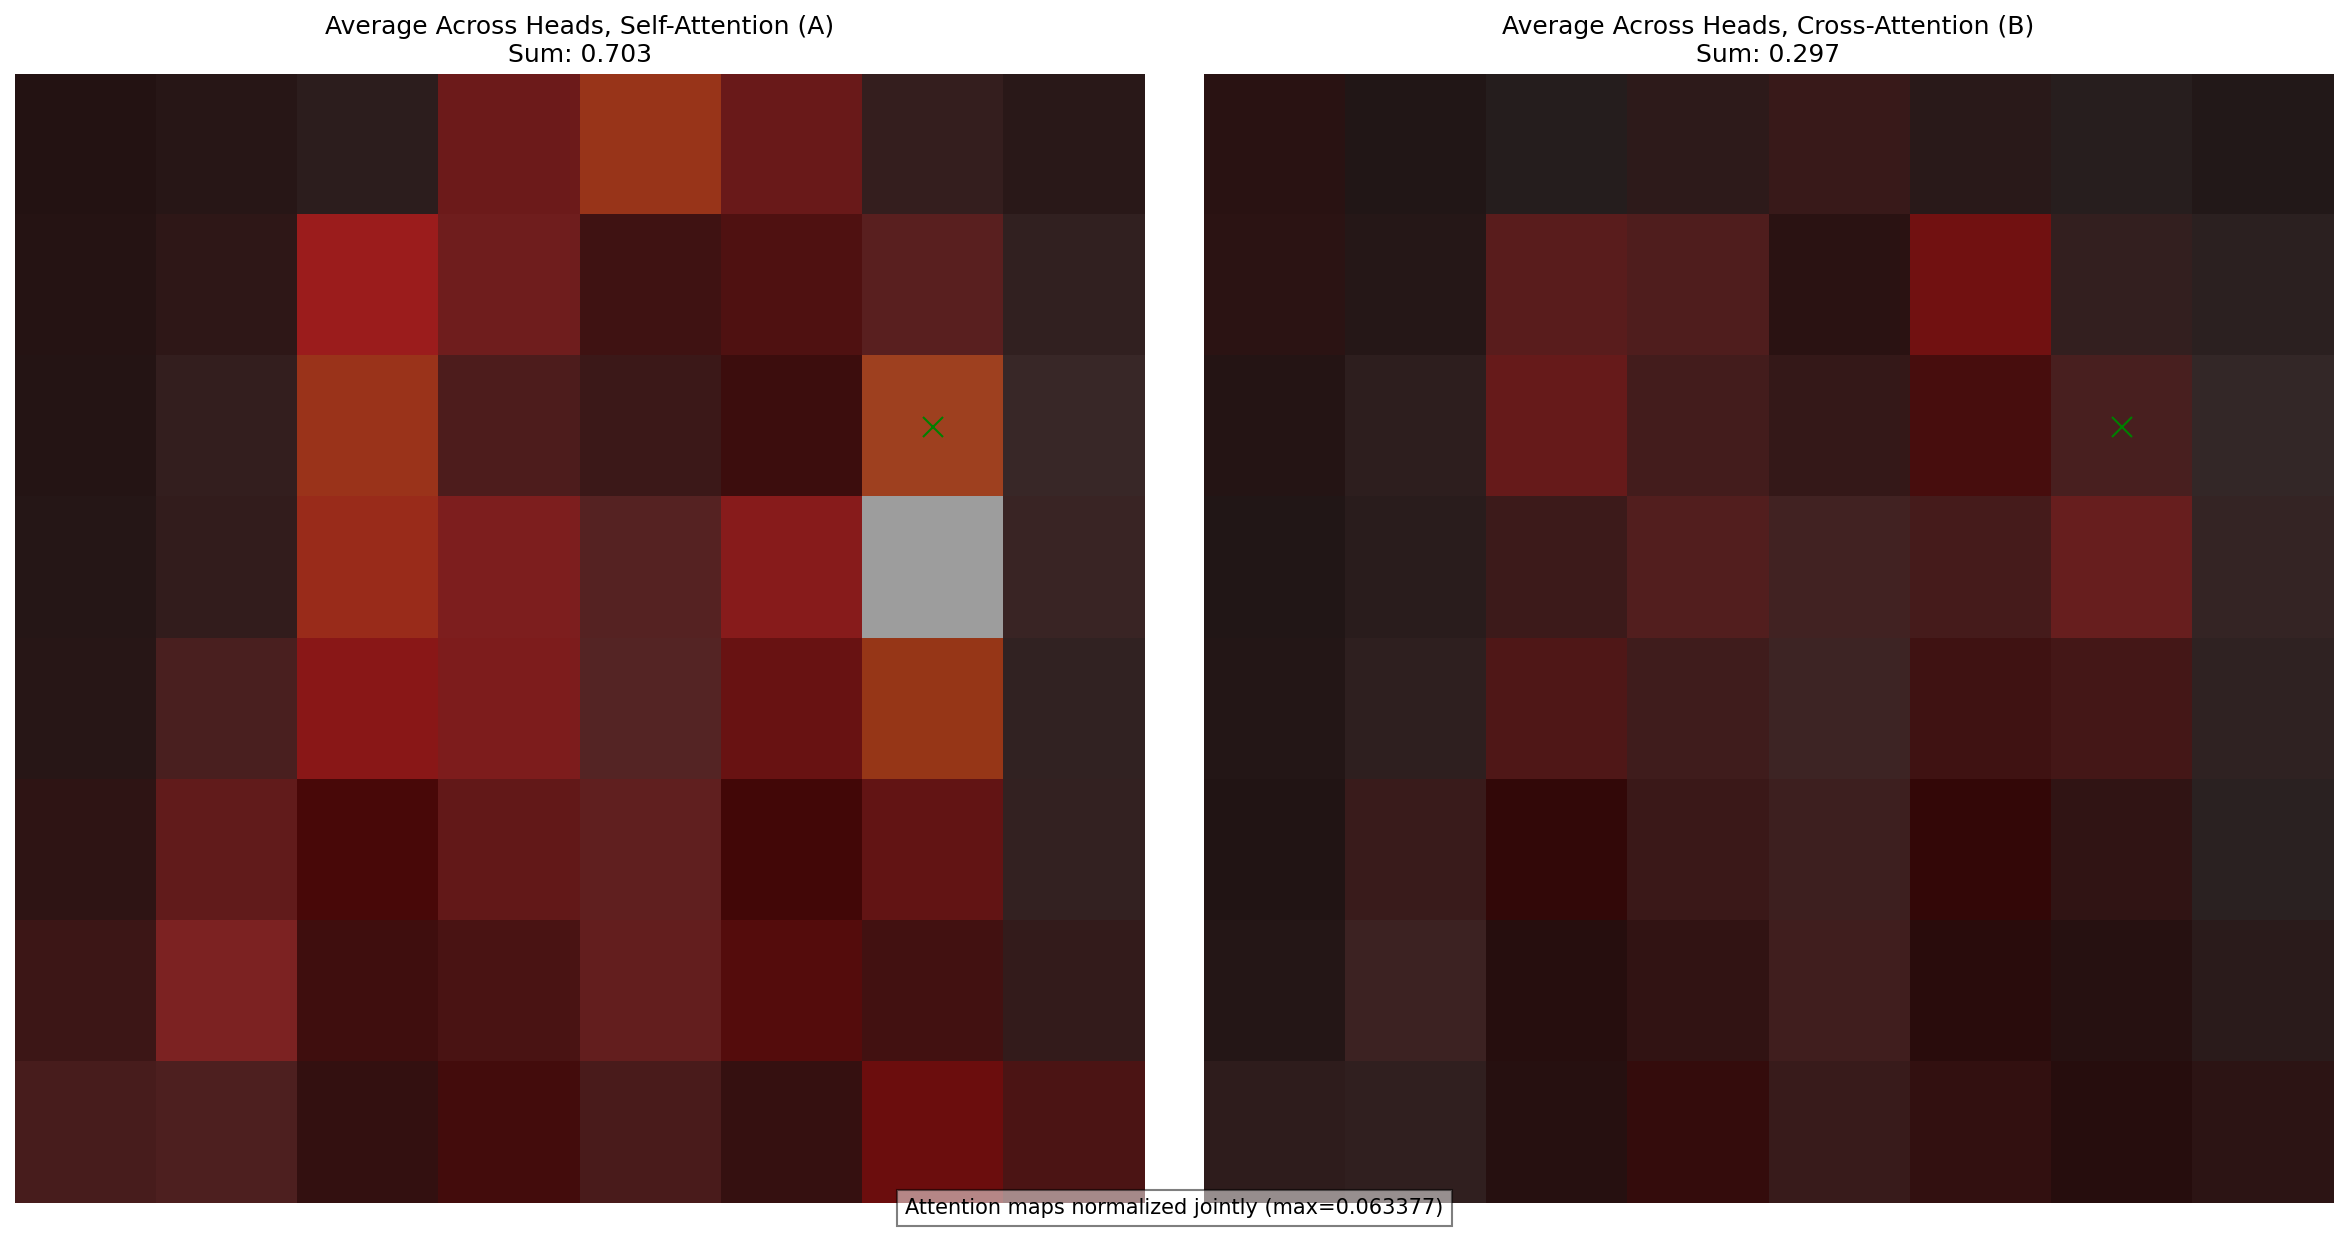 Average Across Heads, Self-Attention (A)
Sum: 0.703
Average Across Heads, Cross-Attention (B)
Sum: 0.297
Attention maps normalized jointly (max=0.063377)